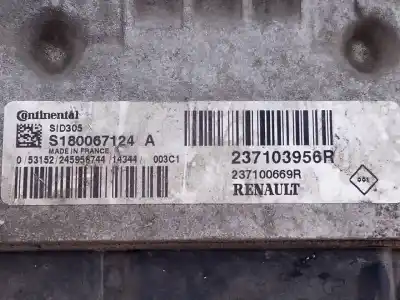 Continental
SID305
S180067124 A
MADE IN FRANCE
0 53152 245956744 14344 003C1
237103956R
237100669R
RENAULT